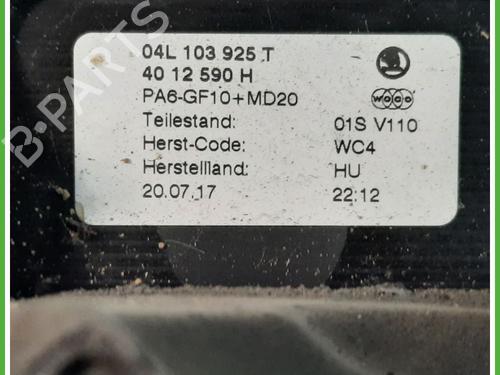 04L 103 925 T
40 12 590 H
PA6-GF10+MD20
WOCO
Teilestand: 01S V110
Herst-Code: WC4
Herstellland: HU
20.07.17 22:12
B-PARTS